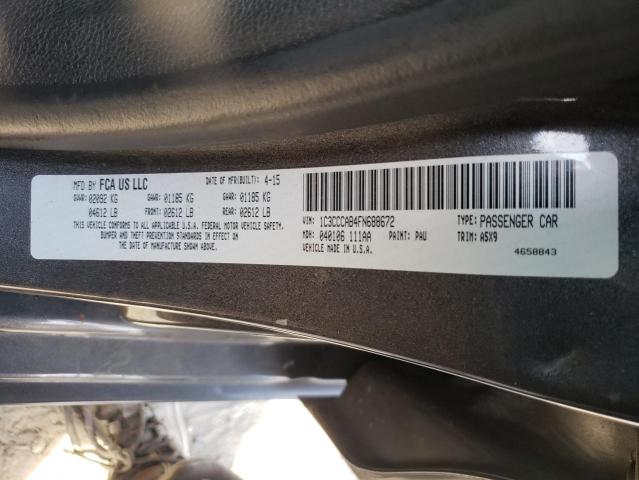 MFD BY FCA US LLC DATE OF MFR(BUILT): 4-15
GVWR: 02092 KG GAWR: 01185 KG GAWR: 01185 KG
04612 LB FRONT: 02612 LB REAR: 02612 LB
THIS VEHICLE CONFORMS TO ALL APPLICABLE U.S.A. FEDERAL MOTOR VEHICLE SAFETY,
BUMPER AND THEFT PREVENTION STANDARDS IN EFFECT ON
THE DATE OF MANUFACTURE SHOWN ABOVE.
VIN: 1C3CCCAB4FN688672 TYPE: PASSENGER CAR
MDH: 040106 111AA PAINT: PAU TRIM: A5X9
VEHICLE MADE IN U.S.A. 4658843